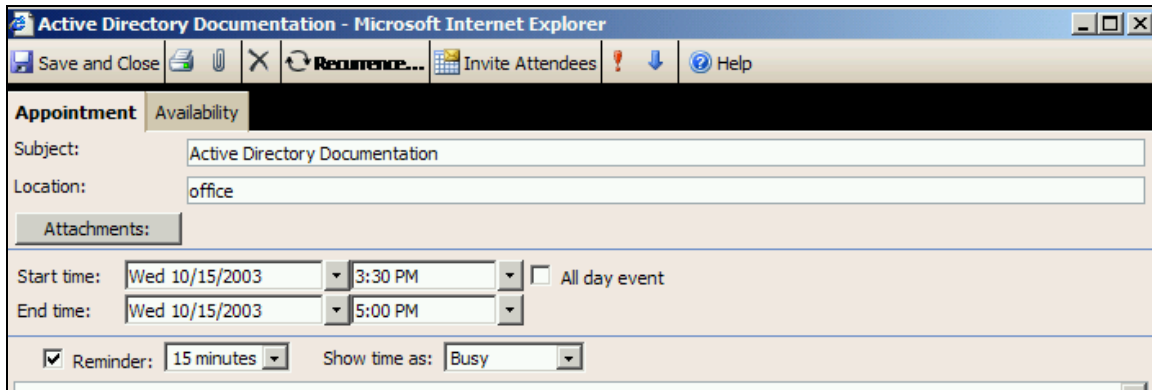 Active Directory Documentation - Microsoft Internet Explorer
Save and Close Recurrence... Invite Attendees Help
Appointment Availability
Subject: Active Directory Documentation
Location: office
Attachments:
Start time: Wed 10/15/2003 3:30 PM All day event
End time: Wed 10/15/2003 5:00 PM
Reminder: 15 minutes Show time as: Busy